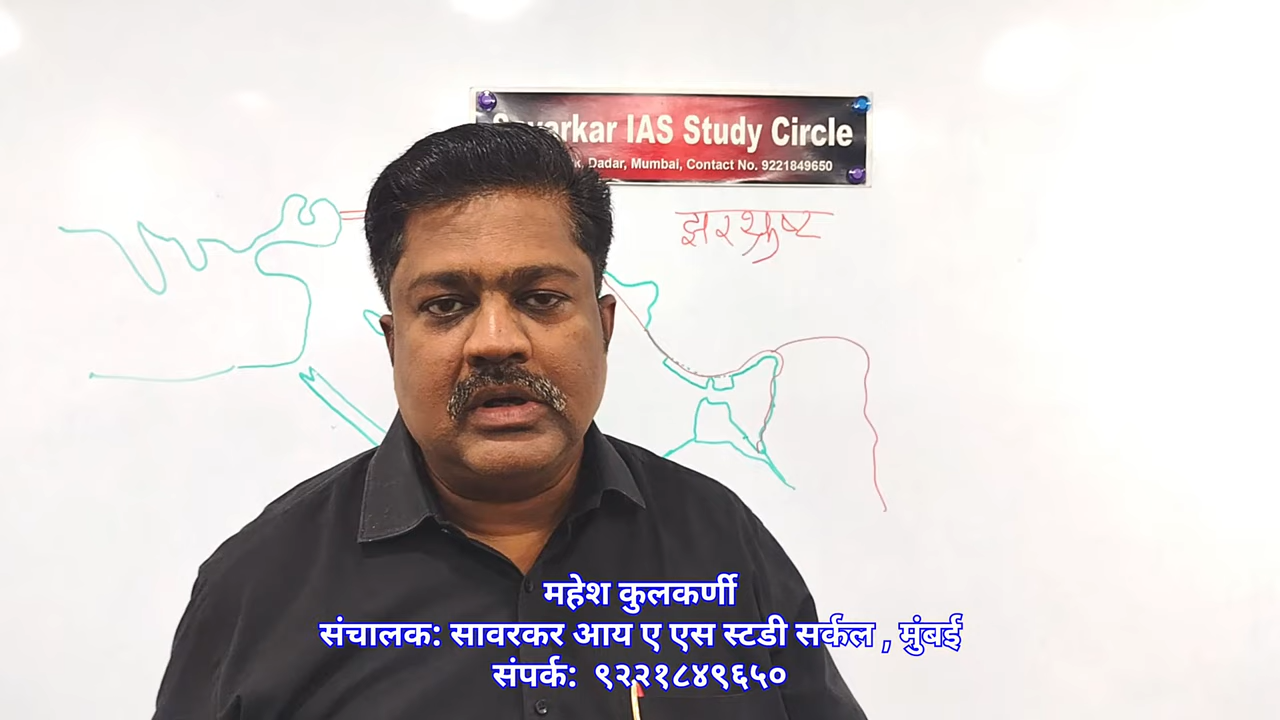 Savarkar IAS Study Circle
Dadar, Mumbai, Contact No. 9221849650
झरथ्रुष्ट
महेश कुलकर्णी
संचालक: सावरकर आय ए एस स्टडी सर्कल , मुंबई
संपर्क: ९२२१८४९६५०